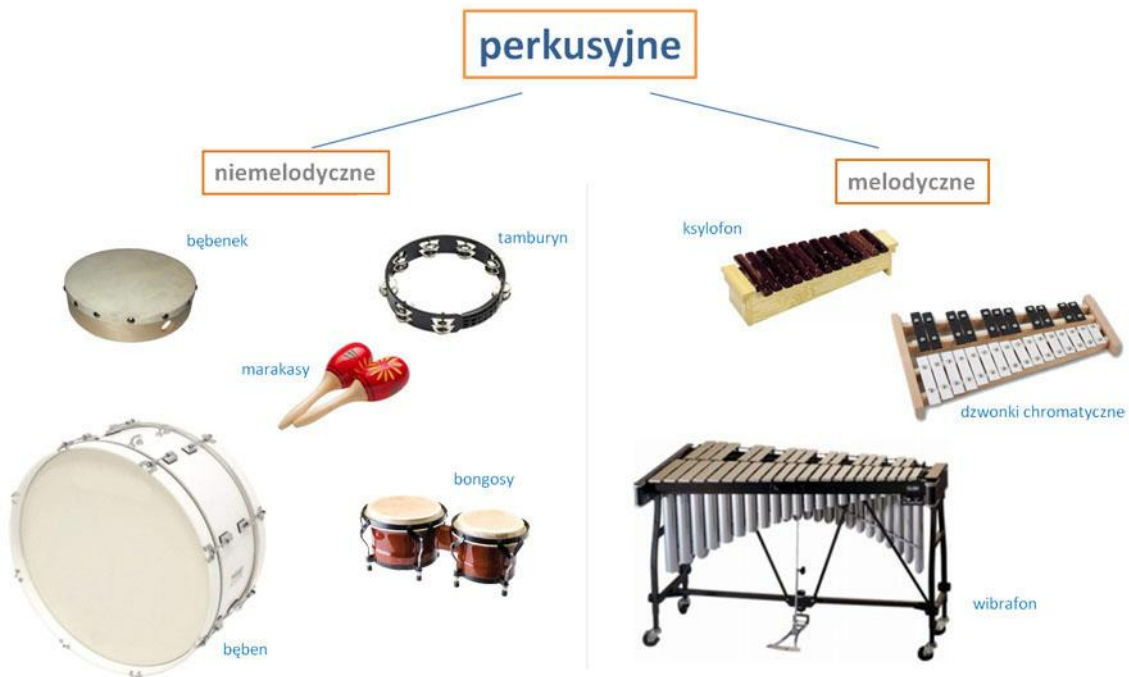 perkusyjne
niemelodyczne
melodyczne
bębenek
tamburyn
marakasy
bongosy
bęben
ksylofon
dzwonki chromatyczne
wibrafon